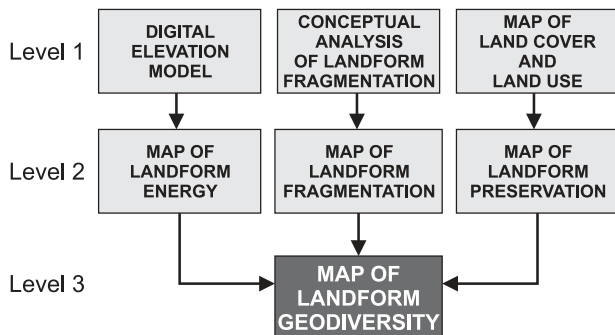 Level 1
DIGITAL
ELEVATION
MODEL
CONCEPTUAL
ANALYSIS
OF LANDFORM
FRAGMENTATION
MAP OF
LAND COVER
AND
LAND USE
Level 2
MAP OF
LANDFORM
ENERGY
MAP OF
LANDFORM
FRAGMENTATION
MAP OF
LANDFORM
PRESERVATION
Level 3
MAP OF
LANDFORM
GEODIVERSITY